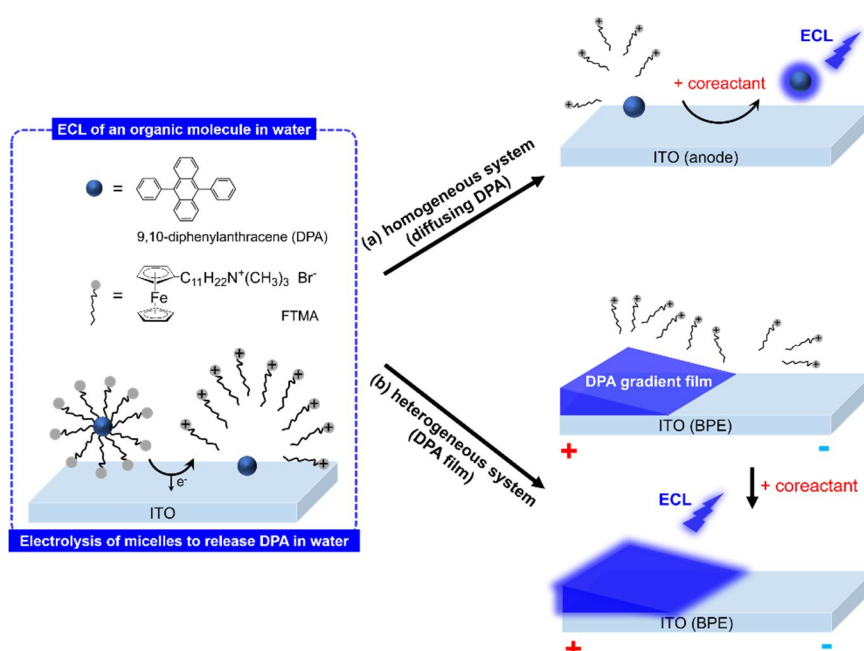 ECL of an organic molecule in water
=
9,10-diphenylanthracene (DPA)
=
C₁₁H₂₂N⁺(CH₃)₃ Br⁻
Fe
FTMA
e⁻
ITO
Electrolysis of micelles to release DPA in water
(a) homogeneous system
(diffusing DPA)
ECL
+ coreactant
ITO (anode)
(b) heterogeneous system
(DPA film)
DPA gradient film
ITO (BPE)
+ -
+ coreactant
ECL
ITO (BPE)
+ -